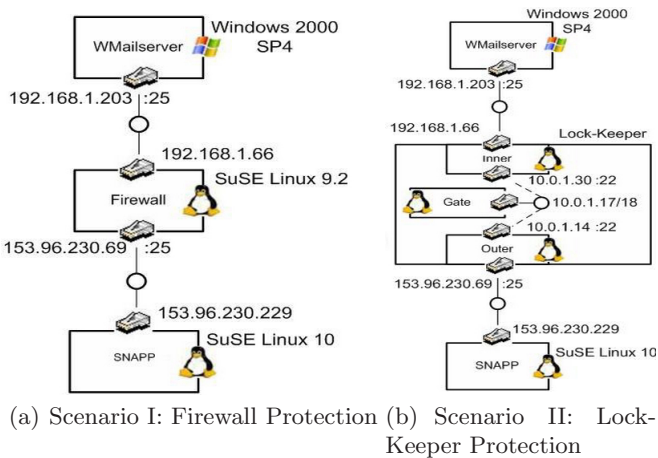 Windows 2000
SP4
WMailserver
192.168.1.203 :25
192.168.1.66
SuSE Linux 9.2
Firewall
153.96.230.69 :25
153.96.230.229
SuSE Linux 10
SNAPP
(a) Scenario I: Firewall Protection
Windows 2000
SP4
WMailserver
192.168.1.203 :25
192.168.1.66
Lock-Keeper
Inner
10.0.1.30 :22
Gate
10.0.1.17/18
10.0.1.14 :22
Outer
153.96.230.69 :25
153.96.230.229
SuSE Linux 10
SNAPP
(b) Scenario II: Lock-
Keeper Protection